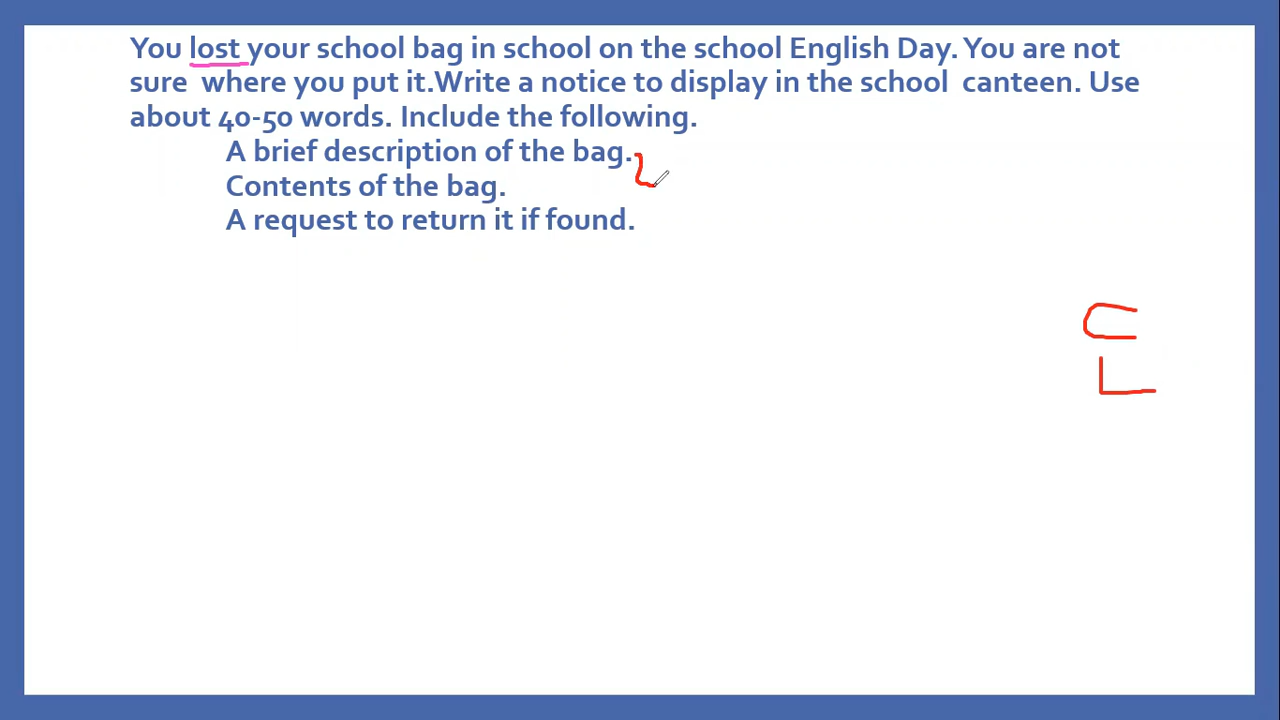 You lost your school bag in school on the school English Day. You are not
sure where you put it.Write a notice to display in the school canteen. Use
about 40-50 words. Include the following.
A brief description of the bag.
Contents of the bag.
A request to return it if found.
C
L